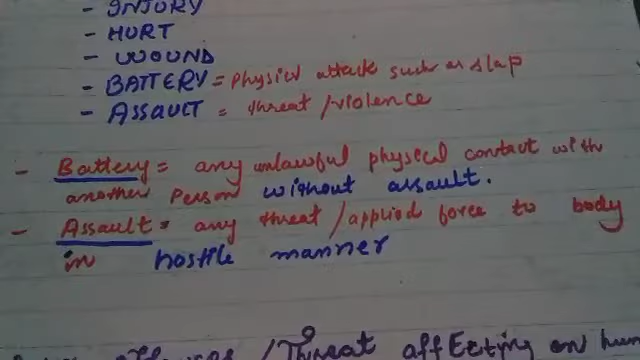 - INJURY
- HURT
- WOUND
- BATTERY = Physical attack such as slap
- ASSAULT = threat/violence
- Battery = any unlawful physical contact with
another Person without assault.
- Assault = any threat/applied force to body
in hostile manner
/Threat affecting on hum